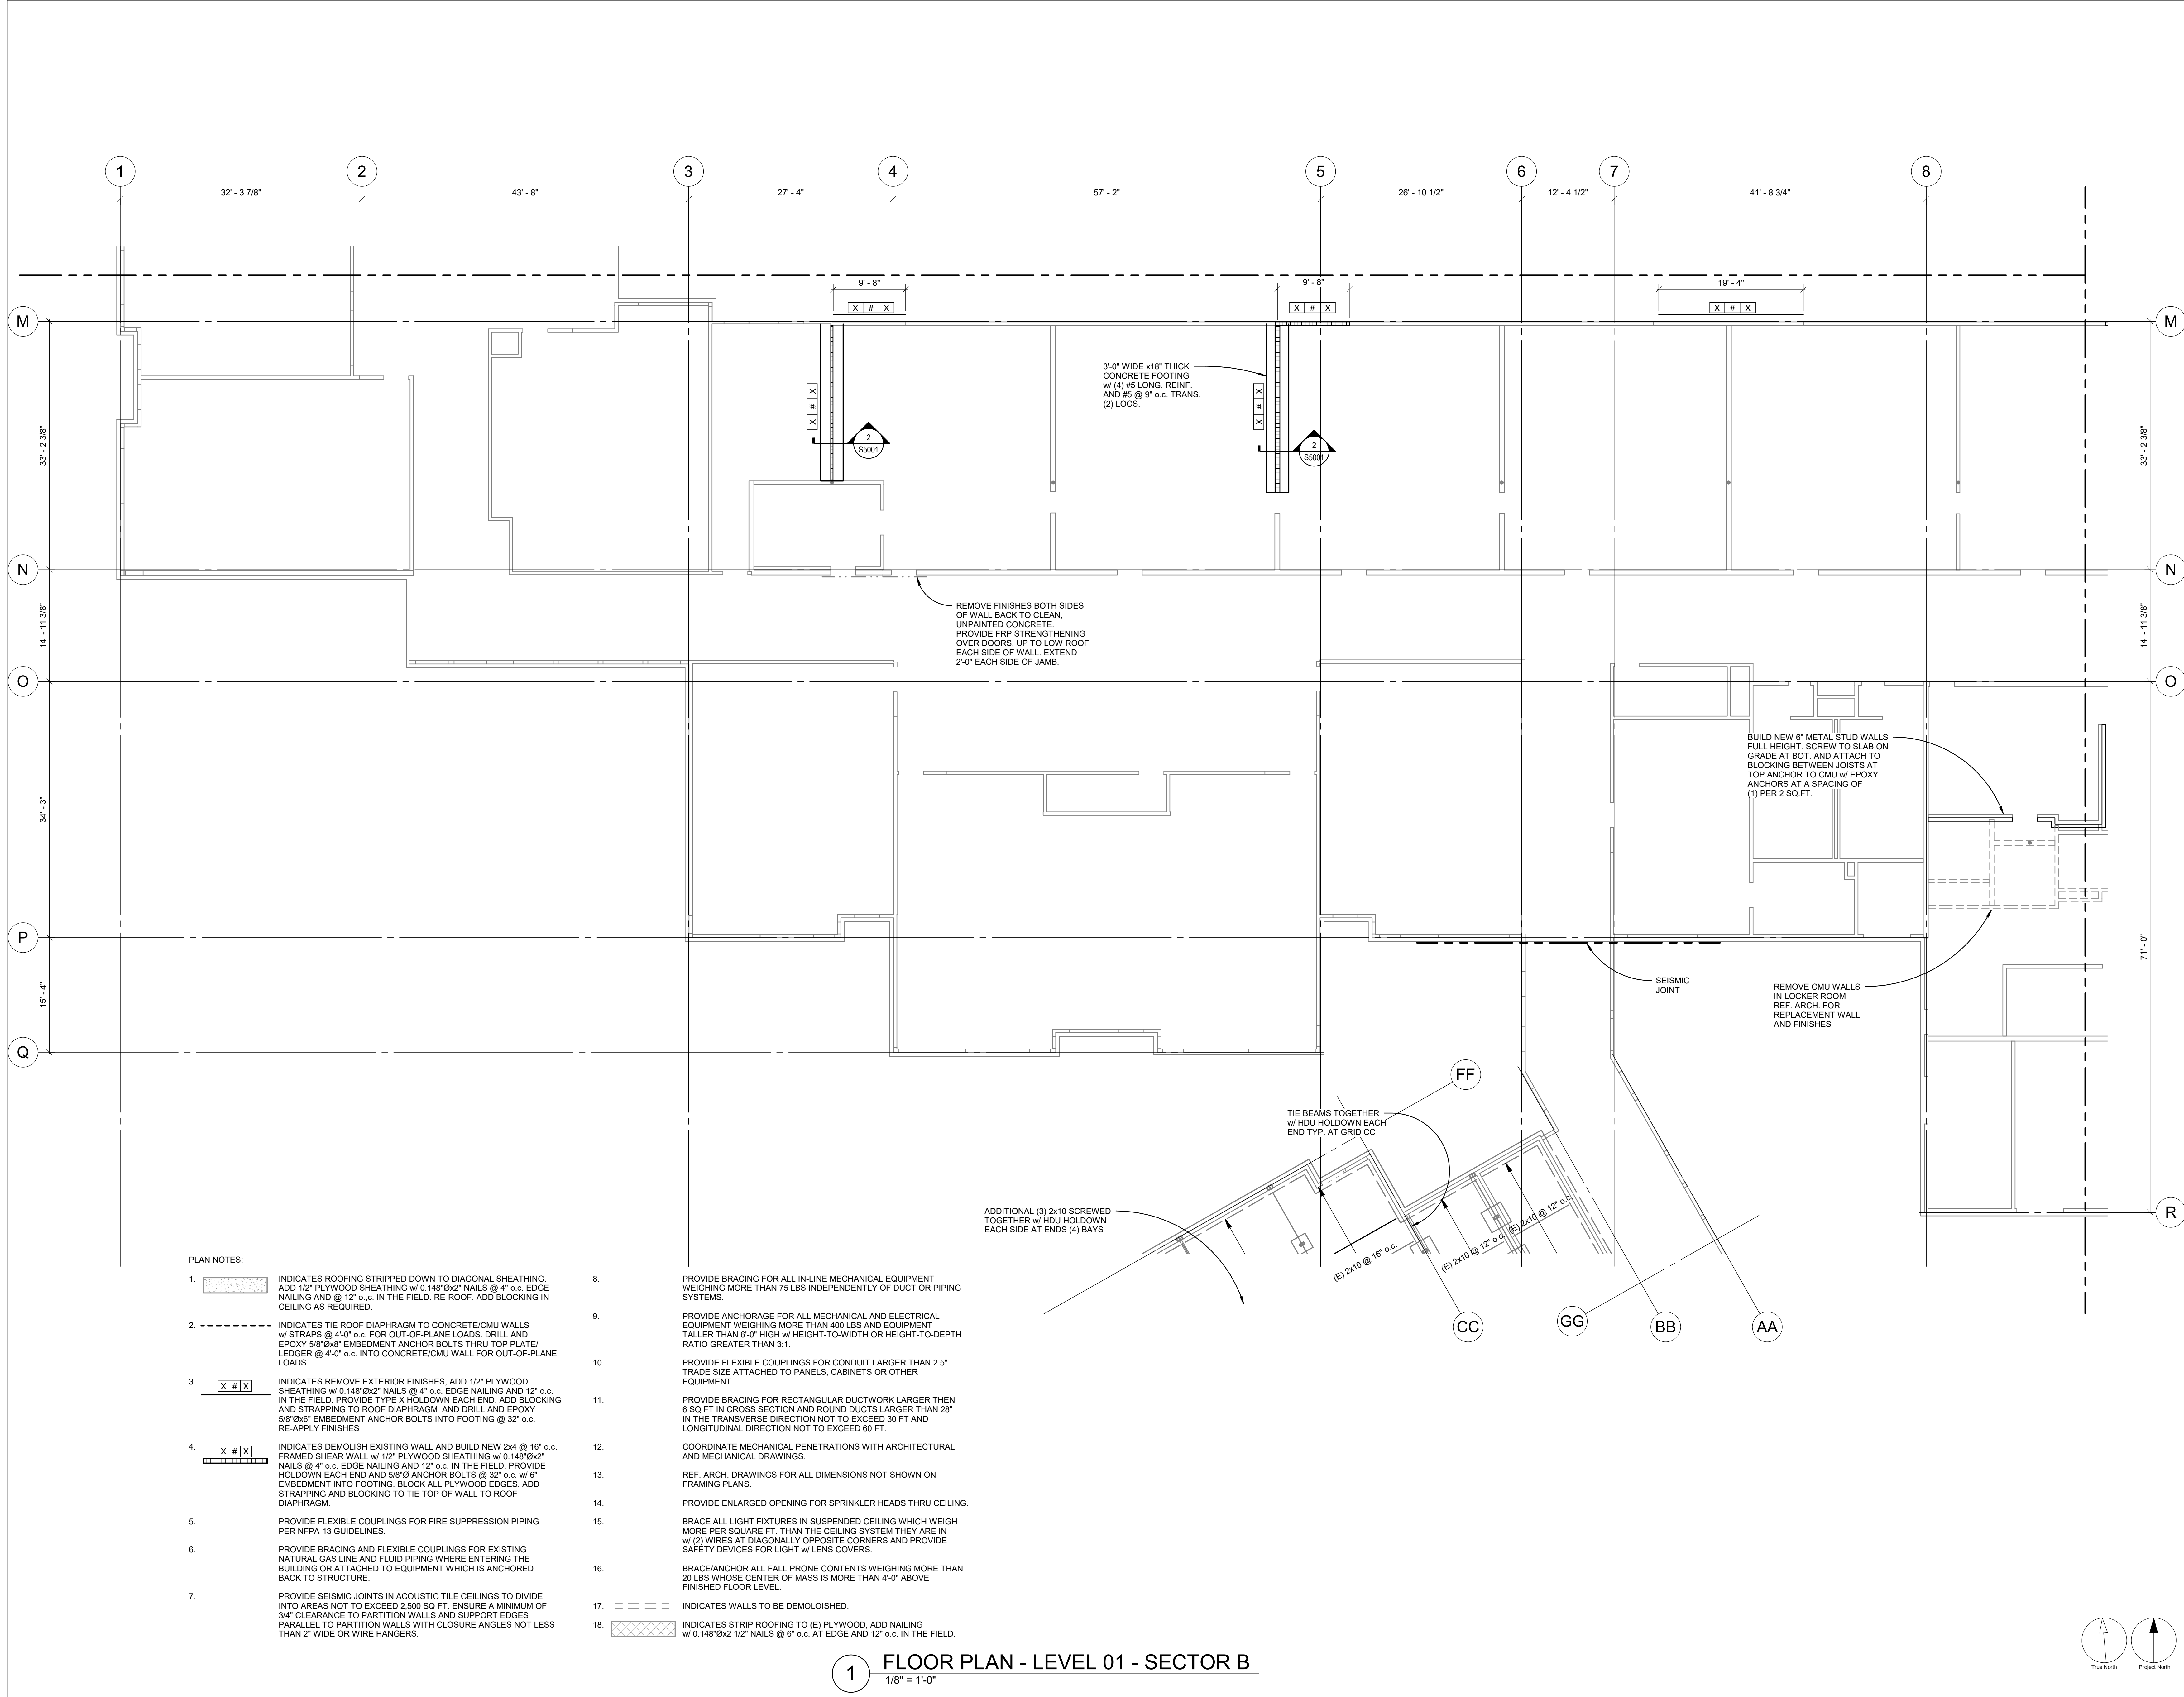 1
2
3
4
5
6
7
8
32' - 3 7/8"
43' - 8"
27' - 4"
57' - 2"
26' - 10 1/2"
12' - 4 1/2"
41' - 8 3/4"
9' - 8"
9' - 8"
19' - 4"
X # X
X # X
X # X
M
M
3'-0" WIDE x18" THICK
CONCRETE FOOTING
w/ (4) #5 LONG. REINF.
AND #5 @ 9" o.c. TRANS.
(2) LOCS.
X # X
X # X
2
S5001
2
S5001
33' - 2 3/8"
33' - 2 3/8"
N
N
14' - 11 3/8"
14' - 11 3/8"
REMOVE FINISHES BOTH SIDES
OF WALL BACK TO CLEAN,
UNPAINTED CONCRETE.
PROVIDE FRP STRENGTHENING
OVER DOORS, UP TO LOW ROOF
EACH SIDE OF WALL. EXTEND
2'-0" EACH SIDE OF JAMB.
O
O
BUILD NEW 6" METAL STUD WALLS
FULL HEIGHT. SCREW TO SLAB ON
GRADE AT BOT. AND ATTACH TO
BLOCKING BETWEEN JOISTS AT
TOP ANCHOR TO CMU w/ EPOXY
ANCHORS AT A SPACING OF
(1) PER 2 SQ.FT.
34' - 3"
P
71' - 0"
15' - 4"
SEISMIC
JOINT
REMOVE CMU WALLS
IN LOCKER ROOM
REF. ARCH. FOR
REPLACEMENT WALL
AND FINISHES
Q
FF
TIE BEAMS TOGETHER
w/ HDU HOLDOWN EACH
END TYP. AT GRID CC
ADDITIONAL (3) 2x10 SCREWED
TOGETHER w/ HDU HOLDOWN
EACH SIDE AT ENDS (4) BAYS
(E) 2x10 @ 16" o.c.
(E) 2x10 @ 12" o.c.
(E) 2x10 @ 12" o.c.
R
CC
GG
BB
AA
PLAN NOTES:
1. INDICATES ROOFING STRIPPED DOWN TO DIAGONAL SHEATHING.
ADD 1/2" PLYWOOD SHEATHING w/ 0.148"Øx2" NAILS @ 4" o.c. EDGE
NAILING AND @ 12" o.,c. IN THE FIELD. RE-ROOF. ADD BLOCKING IN
CEILING AS REQUIRED.
2. INDICATES TIE ROOF DIAPHRAGM TO CONCRETE/CMU WALLS
w/ STRAPS @ 4'-0" o.c. FOR OUT-OF-PLANE LOADS. DRILL AND
EPOXY 5/8"Øx8" EMBEDMENT ANCHOR BOLTS THRU TOP PLATE/
LEDGER @ 4'-0" o.c. INTO CONCRETE/CMU WALL FOR OUT-OF-PLANE
LOADS.
3. X # X INDICATES REMOVE EXTERIOR FINISHES, ADD 1/2" PLYWOOD
SHEATHING w/ 0.148"Øx2" NAILS @ 4" o.c. EDGE NAILING AND 12" o.c.
IN THE FIELD. PROVIDE TYPE X HOLDOWN EACH END. ADD BLOCKING
AND STRAPPING TO ROOF DIAPHRAGM AND DRILL AND EPOXY
5/8"Øx6" EMBEDMENT ANCHOR BOLTS INTO FOOTING @ 32" o.c.
RE-APPLY FINISHES
4. X # X INDICATES DEMOLISH EXISTING WALL AND BUILD NEW 2x4 @ 16" o.c.
FRAMED SHEAR WALL w/ 1/2" PLYWOOD SHEATHING w/ 0.148"Øx2"
NAILS @ 4" o.c. EDGE NAILING AND 12" o.c. IN THE FIELD. PROVIDE
HOLDOWN EACH END AND 5/8"Ø ANCHOR BOLTS @ 32" o.c. w/ 6"
EMBEDMENT INTO FOOTING. BLOCK ALL PLYWOOD EDGES. ADD
STRAPPING AND BLOCKING TO TIE TOP OF WALL TO ROOF
DIAPHRAGM.
5. PROVIDE FLEXIBLE COUPLINGS FOR FIRE SUPPRESSION PIPING
PER NFPA-13 GUIDELINES.
6. PROVIDE BRACING AND FLEXIBLE COUPLINGS FOR EXISTING
NATURAL GAS LINE AND FLUID PIPING WHERE ENTERING THE
BUILDING OR ATTACHED TO EQUIPMENT WHICH IS ANCHORED
BACK TO STRUCTURE.
7. PROVIDE SEISMIC JOINTS IN ACOUSTIC TILE CEILINGS TO DIVIDE
INTO AREAS NOT TO EXCEED 2,500 SQ FT. ENSURE A MINIMUM OF
3/4" CLEARANCE TO PARTITION WALLS AND SUPPORT EDGES
PARALLEL TO PARTITION WALLS WITH CLOSURE ANGLES NOT LESS
THAN 2" WIDE OR WIRE HANGERS.
8. PROVIDE BRACING FOR ALL IN-LINE MECHANICAL EQUIPMENT
WEIGHING MORE THAN 75 LBS INDEPENDENTLY OF DUCT OR PIPING
SYSTEMS.
9. PROVIDE ANCHORAGE FOR ALL MECHANICAL AND ELECTRICAL
EQUIPMENT WEIGHING MORE THAN 400 LBS AND EQUIPMENT
TALLER THAN 6'-0" HIGH w/ HEIGHT-TO-WIDTH OR HEIGHT-TO-DEPTH
RATIO GREATER THAN 3:1.
10. PROVIDE FLEXIBLE COUPLINGS FOR CONDUIT LARGER THAN 2.5"
TRADE SIZE ATTACHED TO PANELS, CABINETS OR OTHER
EQUIPMENT.
11. PROVIDE BRACING FOR RECTANGULAR DUCTWORK LARGER THEN
6 SQ FT IN CROSS SECTION AND ROUND DUCTS LARGER THAN 28"
IN THE TRANSVERSE DIRECTION NOT TO EXCEED 30 FT AND
LONGITUDINAL DIRECTION NOT TO EXCEED 60 FT.
12. COORDINATE MECHANICAL PENETRATIONS WITH ARCHITECTURAL
AND MECHANICAL DRAWINGS.
13. REF. ARCH. DRAWINGS FOR ALL DIMENSIONS NOT SHOWN ON
FRAMING PLANS.
14. PROVIDE ENLARGED OPENING FOR SPRINKLER HEADS THRU CEILING.
15. BRACE ALL LIGHT FIXTURES IN SUSPENDED CEILING WHICH WEIGH
MORE PER SQUARE FT. THAN THE CEILING SYSTEM THEY ARE IN
w/ (2) WIRES AT DIAGONALLY OPPOSITE CORNERS AND PROVIDE
SAFETY DEVICES FOR LIGHT w/ LENS COVERS.
16. BRACE/ANCHOR ALL FALL PRONE CONTENTS WEIGHING MORE THAN
20 LBS WHOSE CENTER OF MASS IS MORE THAN 4'-0" ABOVE
FINISHED FLOOR LEVEL.
17. INDICATES WALLS TO BE DEMOLOISHED.
18. INDICATES STRIP ROOFING TO (E) PLYWOOD, ADD NAILING
w/ 0.148"Øx2 1/2" NAILS @ 6" o.c. AT EDGE AND 12" o.c. IN THE FIELD.
1
FLOOR PLAN - LEVEL 01 - SECTOR B
1/8" = 1'-0"
True North
Project North